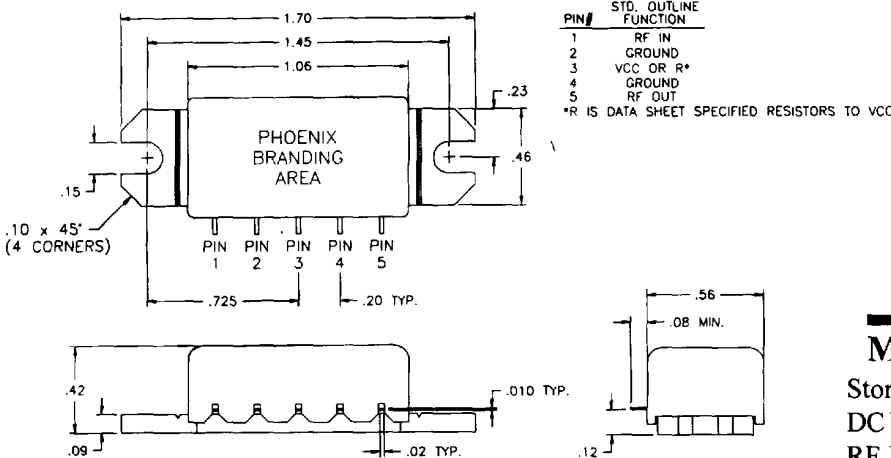 1.70
1.45
1.06
STD. OUTLINE
PIN# FUNCTION
1 RF IN
2 GROUND
3 VCC OR R*
4 GROUND
5 RF OUT
*R IS DATA SHEET SPECIFIED RESISTORS TO VCC
.23
PHOENIX
BRANDING
AREA
.46
.15
.10 x 45°
(4 CORNERS)
PIN PIN PIN PIN PIN
1 2 3 4 5
.725
.20 TYP.
.56
.08 MIN.
.42
.010 TYP.
.09
.02 TYP.
.12
M
Stor
DC
RF